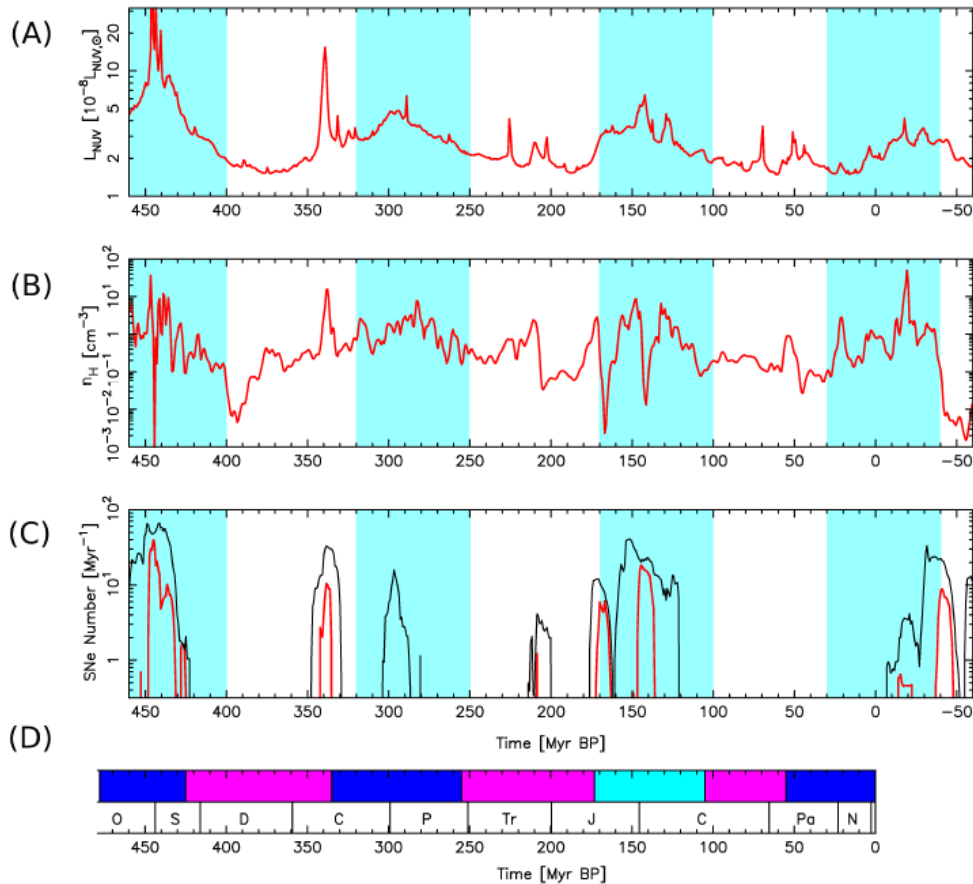 (A)
L_NUV [10^-8 L_NUV,⊙]
20
10
5
2
1
450 400 350 300 250 200 150 100 50 0 −50
(B)
n_H [cm^-3]
10^-3 10^-2 10^-1 1 10 10^2
450 400 350 300 250 200 150 100 50 0 −50
(C)
SNe Number [Myr^-1]
10^2
10
1
450 400 350 300 250 200 150 100 50 0 −50
Time [Myr BP]
(D)
O S D C P Tr J C Pa N
450 400 350 300 250 200 150 100 50 0
Time [Myr BP]